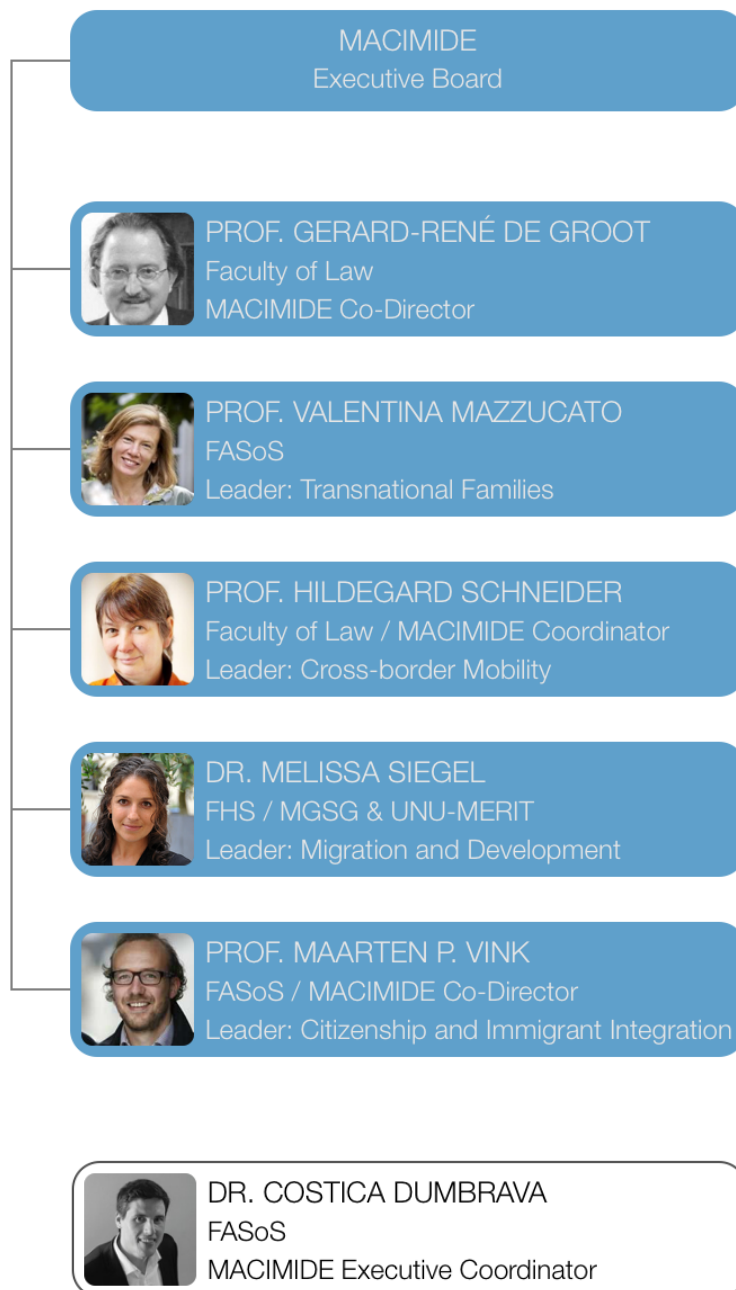 MACIMIDE
Executive Board
PROF. GERARD-RENÉ DE GROOT
Faculty of Law
MACIMIDE Co-Director
PROF. VALENTINA MAZZUCATO
FASoS
Leader: Transnational Families
PROF. HILDEGARD SCHNEIDER
Faculty of Law / MACIMIDE Coordinator
Leader: Cross-border Mobility
DR. MELISSA SIEGEL
FHS / MGSG & UNU-MERIT
Leader: Migration and Development
PROF. MAARTEN P. VINK
FASoS / MACIMIDE Co-Director
Leader: Citizenship and Immigrant Integration
DR. COSTICA DUMBRAVA
FASoS
MACIMIDE Executive Coordinator